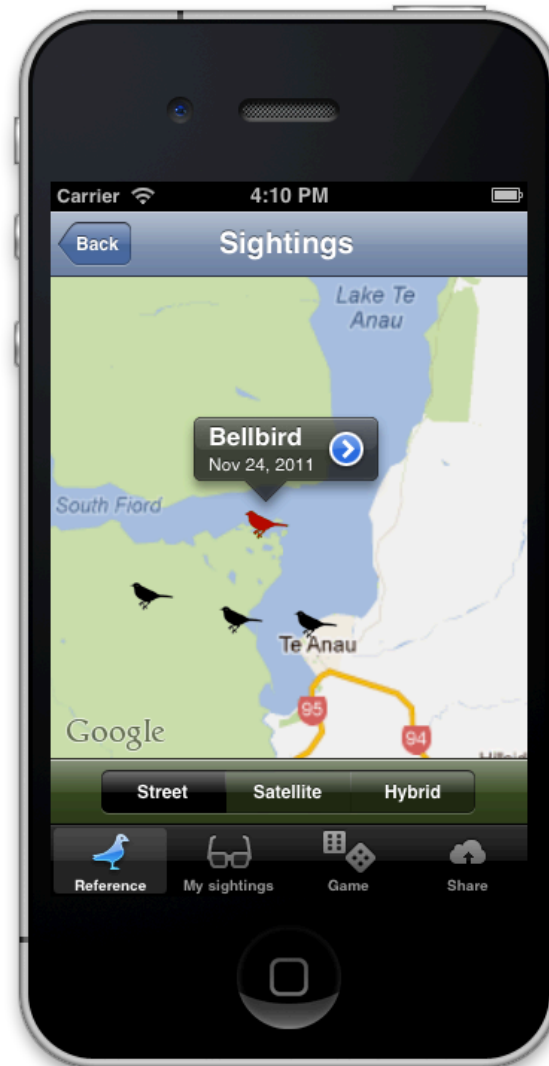 Carrier
4:10 PM
Back
Sightings
Lake Te
Anau
Bellbird
Nov 24, 2011
South Fiord
Te Anau
95
94
Google
Street
Satellite
Hybrid
Reference
My sightings
Game
Share